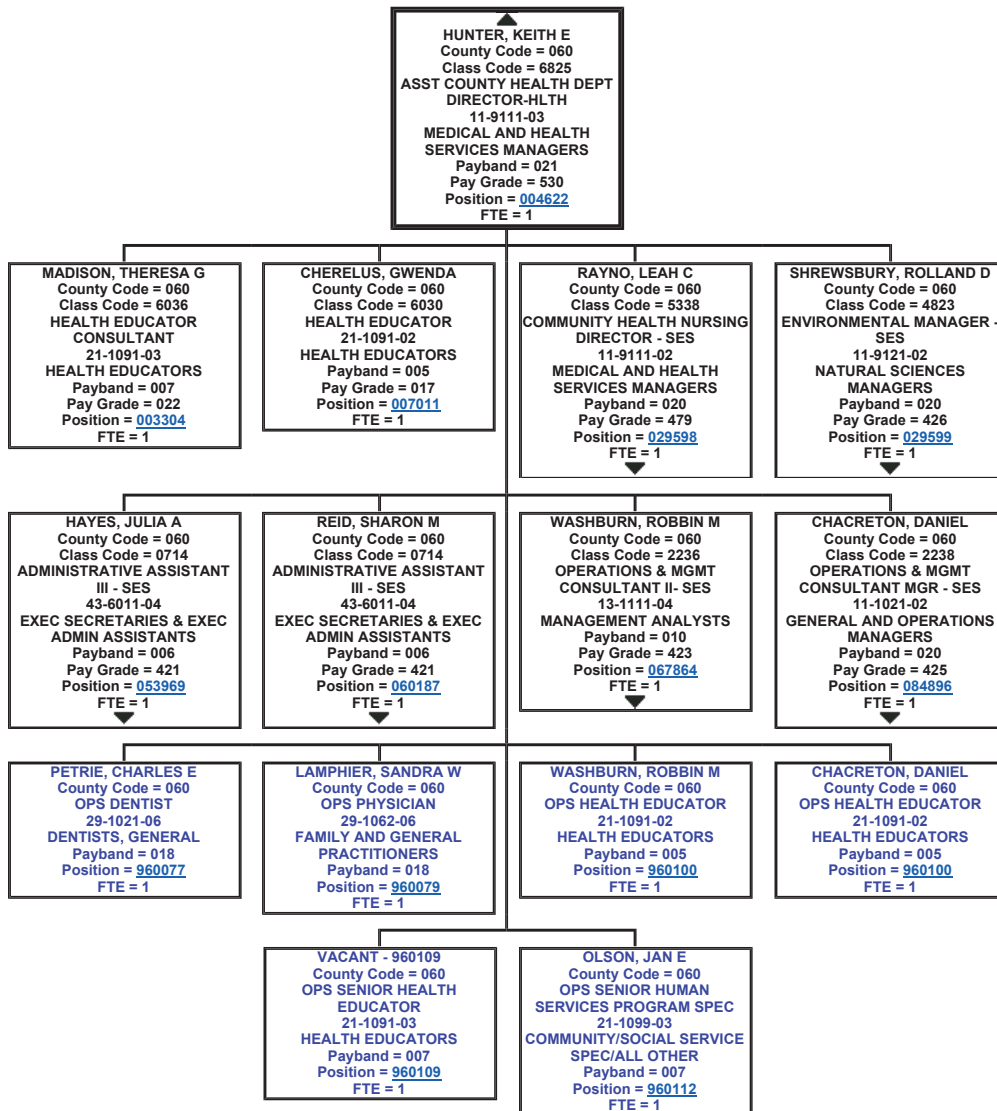 HUNTER, KEITH E
County Code = 060
Class Code = 6825
ASST COUNTY HEALTH DEPT
DIRECTOR-HLTH
11-9111-03
MEDICAL AND HEALTH
SERVICES MANAGERS
Payband = 021
Pay Grade = 530
Position = 004622
FTE = 1
MADISON, THERESA G
County Code = 060
Class Code = 6036
HEALTH EDUCATOR
CONSULTANT
21-1091-03
HEALTH EDUCATORS
Payband = 007
Pay Grade = 022
Position = 003304
FTE = 1
CHERELUS, GWENDA
County Code = 060
Class Code = 6030
HEALTH EDUCATOR
21-1091-02
HEALTH EDUCATORS
Payband = 005
Pay Grade = 017
Position = 007011
FTE = 1
RAYNO, LEAH C
County Code = 060
Class Code = 5338
COMMUNITY HEALTH NURSING
DIRECTOR - SES
11-9111-02
MEDICAL AND HEALTH
SERVICES MANAGERS
Payband = 020
Pay Grade = 479
Position = 029598
FTE = 1
SHREWSBURY, ROLLAND D
County Code = 060
Class Code = 4823
ENVIRONMENTAL MANAGER -
SES
11-9121-02
NATURAL SCIENCES
MANAGERS
Payband = 020
Pay Grade = 426
Position = 029599
FTE = 1
HAYES, JULIA A
County Code = 060
Class Code = 0714
ADMINISTRATIVE ASSISTANT
III - SES
43-6011-04
EXEC SECRETARIES & EXEC
ADMIN ASSISTANTS
Payband = 006
Pay Grade = 421
Position = 053969
FTE = 1
REID, SHARON M
County Code = 060
Class Code = 0714
ADMINISTRATIVE ASSISTANT
III - SES
43-6011-04
EXEC SECRETARIES & EXEC
ADMIN ASSISTANTS
Payband = 006
Pay Grade = 421
Position = 060187
FTE = 1
WASHBURN, ROBBIN M
County Code = 060
Class Code = 2236
OPERATIONS & MGMT
CONSULTANT II- SES
13-1111-04
MANAGEMENT ANALYSTS
Payband = 010
Pay Grade = 423
Position = 067864
FTE = 1
CHACRETON, DANIEL
County Code = 060
Class Code = 2238
OPERATIONS & MGMT
CONSULTANT MGR - SES
11-1021-02
GENERAL AND OPERATIONS
MANAGERS
Payband = 020
Pay Grade = 425
Position = 084896
FTE = 1
PETRIE, CHARLES E
County Code = 060
OPS DENTIST
29-1021-06
DENTISTS, GENERAL
Payband = 018
Position = 960077
FTE = 1
LAMPHIER, SANDRA W
County Code = 060
OPS PHYSICIAN
29-1062-06
FAMILY AND GENERAL
PRACTITIONERS
Payband = 018
Position = 960079
FTE = 1
WASHBURN, ROBBIN M
County Code = 060
OPS HEALTH EDUCATOR
21-1091-02
HEALTH EDUCATORS
Payband = 005
Position = 960100
FTE = 1
CHACRETON, DANIEL
County Code = 060
OPS HEALTH EDUCATOR
21-1091-02
HEALTH EDUCATORS
Payband = 005
Position = 960100
FTE = 1
VACANT - 960109
County Code = 060
OPS SENIOR HEALTH
EDUCATOR
21-1091-03
HEALTH EDUCATORS
Payband = 007
Position = 960109
FTE = 1
OLSON, JAN E
County Code = 060
OPS SENIOR HUMAN
SERVICES PROGRAM SPEC
21-1099-03
COMMUNITY/SOCIAL SERVICE
SPEC/ALL OTHER
Payband = 007
Position = 960112
FTE = 1